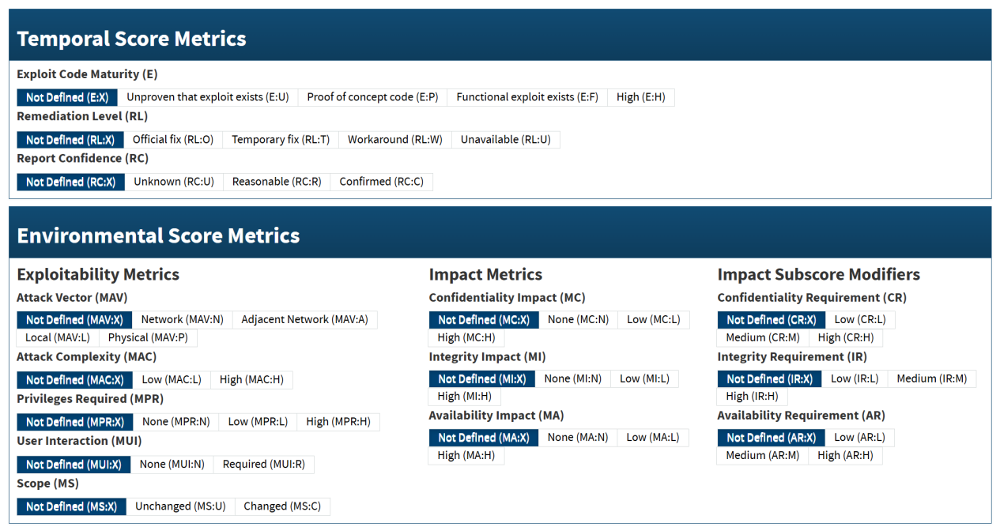 Temporal Score Metrics
Exploit Code Maturity (E)
Not Defined (E:X) Unproven that exploit exists (E:U) Proof of concept code (E:P) Functional exploit exists (E:F) High (E:H)
Remediation Level (RL)
Not Defined (RL:X) Official fix (RL:O) Temporary fix (RL:T) Workaround (RL:W) Unavailable (RL:U)
Report Confidence (RC)
Not Defined (RC:X) Unknown (RC:U) Reasonable (RC:R) Confirmed (RC:C)
Environmental Score Metrics
Exploitability Metrics
Attack Vector (MAV)
Not Defined (MAV:X) Network (MAV:N) Adjacent Network (MAV:A)
Local (MAV:L) Physical (MAV:P)
Attack Complexity (MAC)
Not Defined (MAC:X) Low (MAC:L) High (MAC:H)
Privileges Required (MPR)
Not Defined (MPR:X) None (MPR:N) Low (MPR:L) High (MPR:H)
User Interaction (MUI)
Not Defined (MUI:X) None (MUI:N) Required (MUI:R)
Scope (MS)
Not Defined (MS:X) Unchanged (MS:U) Changed (MS:C)
Impact Metrics
Confidentiality Impact (MC)
Not Defined (MC:X) None (MC:N) Low (MC:L)
High (MC:H)
Integrity Impact (MI)
Not Defined (MI:X) None (MI:N) Low (MI:L)
High (MI:H)
Availability Impact (MA)
Not Defined (MA:X) None (MA:N) Low (MA:L)
High (MA:H)
Impact Subscore Modifiers
Confidentiality Requirement (CR)
Not Defined (CR:X) Low (CR:L)
Medium (CR:M) High (CR:H)
Integrity Requirement (IR)
Not Defined (IR:X) Low (IR:L) Medium (IR:M)
High (IR:H)
Availability Requirement (AR)
Not Defined (AR:X) Low (AR:L)
Medium (AR:M) High (AR:H)